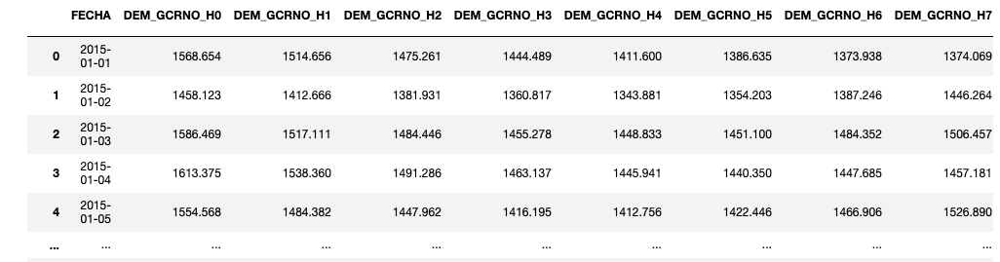 FECHA DEM_GCRNO_H0 DEM_GCRNO_H1 DEM_GCRNO_H2 DEM_GCRNO_H3 DEM_GCRNO_H4 DEM_GCRNO_H5 DEM_GCRNO_H6 DEM_GCRNO_H7
0 2015-01-01 1568.654 1514.656 1475.261 1444.489 1411.600 1386.635 1373.938 1374.069
1 2015-01-02 1458.123 1412.666 1381.931 1360.817 1343.881 1354.203 1387.246 1446.264
2 2015-01-03 1586.469 1517.111 1484.446 1455.278 1448.833 1451.100 1484.352 1506.457
3 2015-01-04 1613.375 1538.360 1491.286 1463.137 1445.941 1440.350 1447.685 1457.181
4 2015-01-05 1554.568 1484.382 1447.962 1416.195 1412.756 1422.446 1466.906 1526.890
... ... ... ... ... ... ... ... ... ...